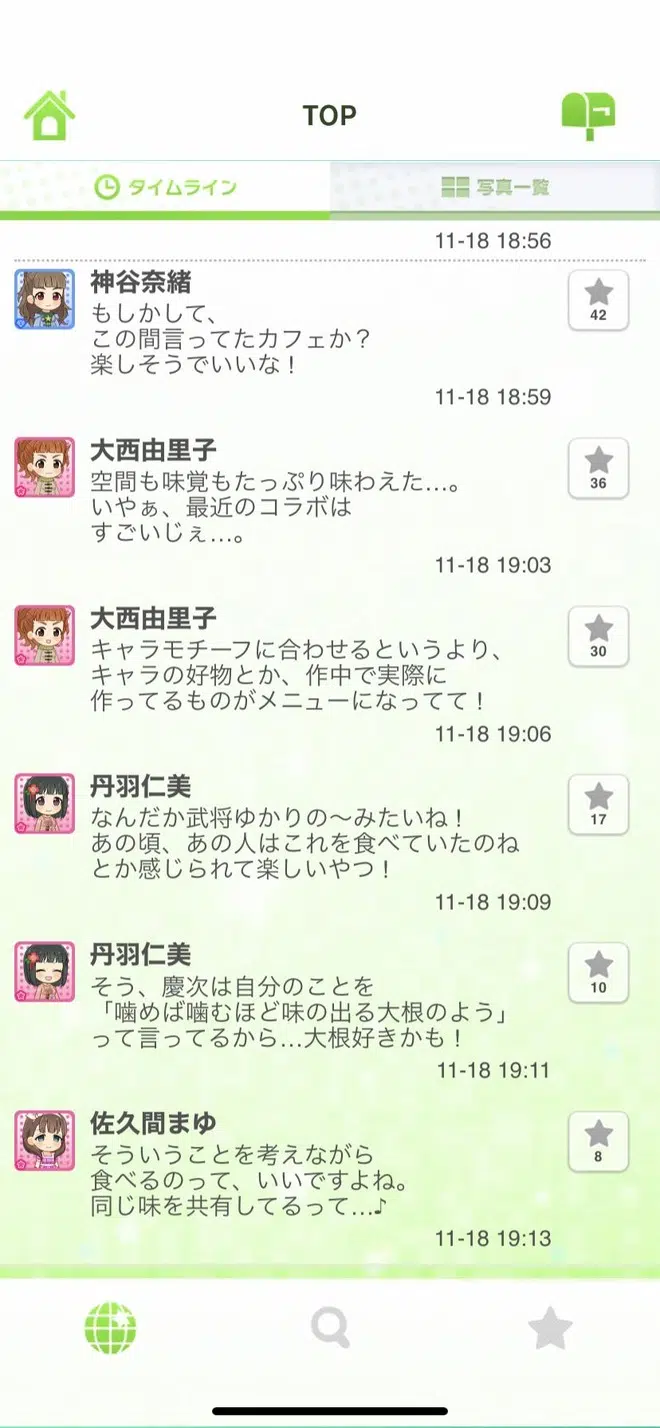 TOP
タイムライン
写真一覧
11-18 18:56
神谷奈緒
もしかして、
この間言ってたカフェか?
楽しそうでいいな!
42
11-18 18:59
大西由里子
空間も味覚もたっぷり味わえた…。
いやぁ、最近のコラボは
すごいじぇ…。
36
11-18 19:03
大西由里子
キャラモチーフに合わせるというより、
キャラの好物とか、作中で実際に
作ってるものがメニューになってて!
30
11-18 19:06
丹羽仁美
なんだか武将ゆかりの〜みたいね!
あの頃、あの人はこれを食べていたのね
とか感じられて楽しいやつ!
17
11-18 19:09
丹羽仁美
そう、慶次は自分のことを
「噛めば噛むほど味の出る大根のよう」
って言ってるから…大根好きかも!
10
11-18 19:11
佐久間まゆ
そういうことを考えながら
食べるのって、いいですよね。
同じ味を共有してるって…♪
8
11-18 19:13